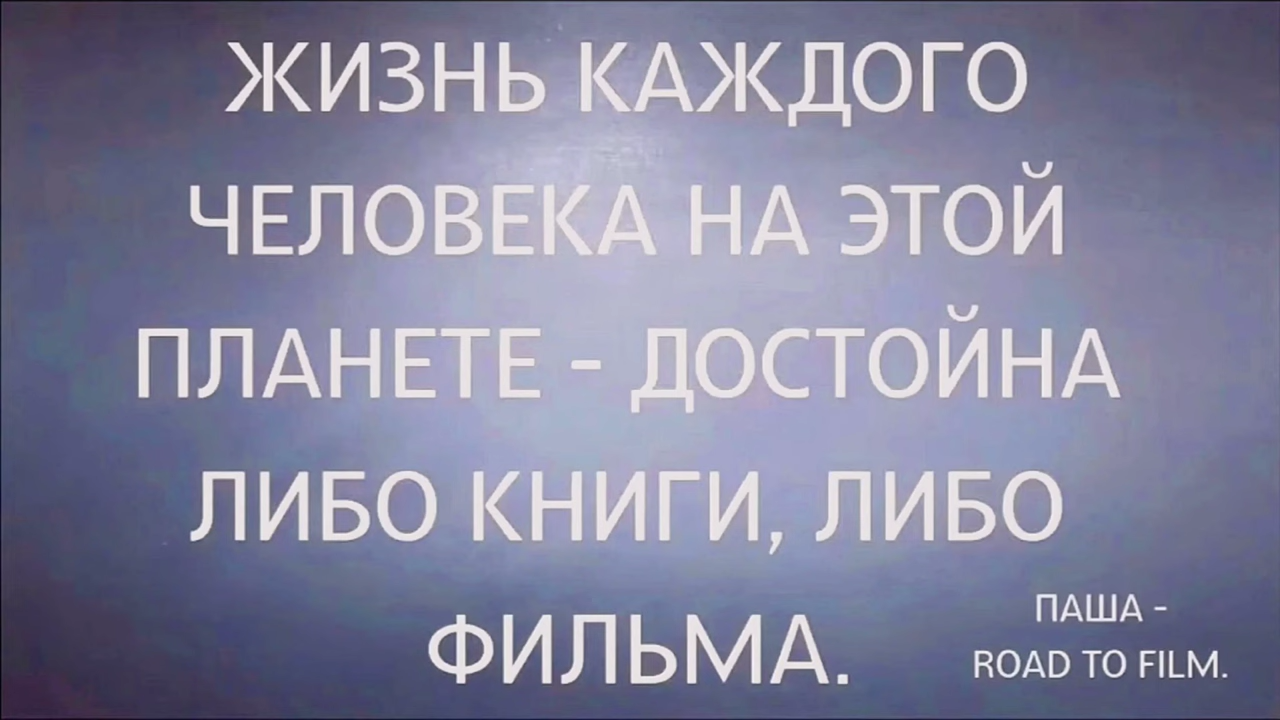 ЖИЗНЬ КАЖДОГО
ЧЕЛОВЕКА НА ЭТОЙ
ПЛАНЕТЕ - ДОСТОЙНА
ЛИБО КНИГИ, ЛИБО
ФИЛЬМА.
ПАША -
ROAD TO FILM.